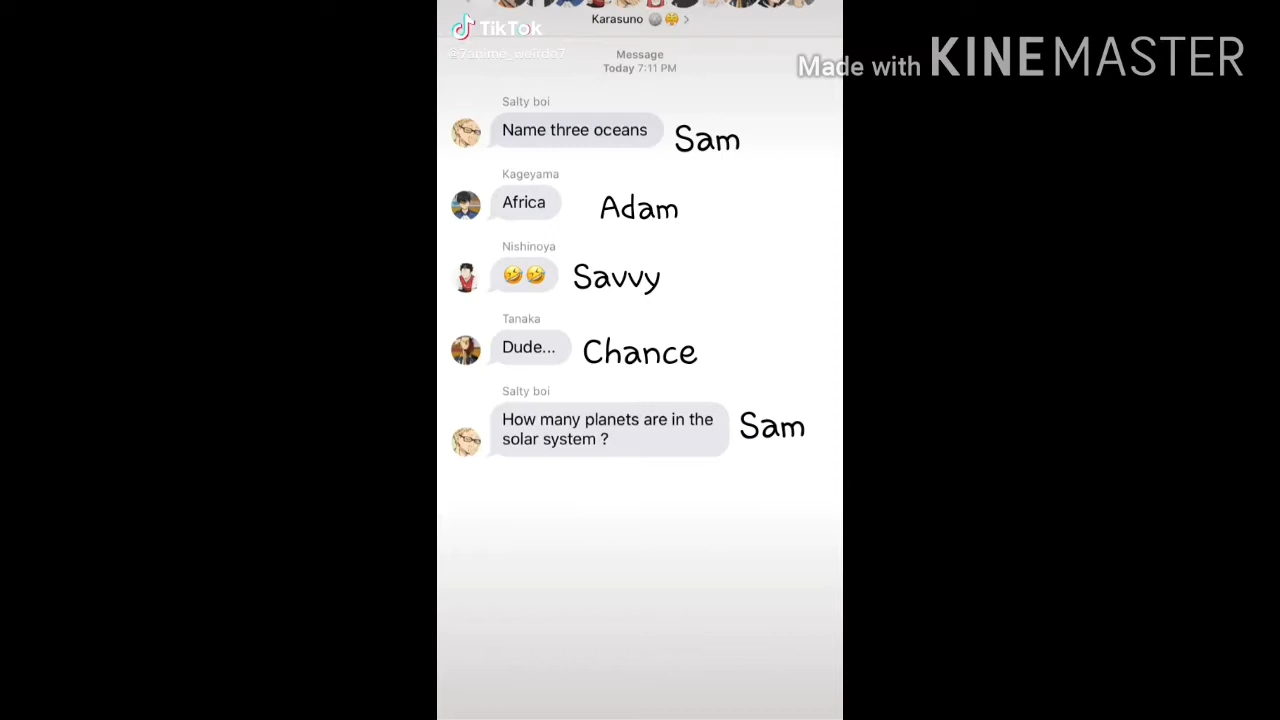 Karasuno
TikTok
@7anime_weirdo7
Message
Today 7:11 PM
Made with KINEMASTER
Salty boi
Name three oceans Sam
Kageyama
Africa Adam
Nishinoya
🤣🤣 Savvy
Tanaka
Dude... Chance
Salty boi
How many planets are in the
solar system ? Sam